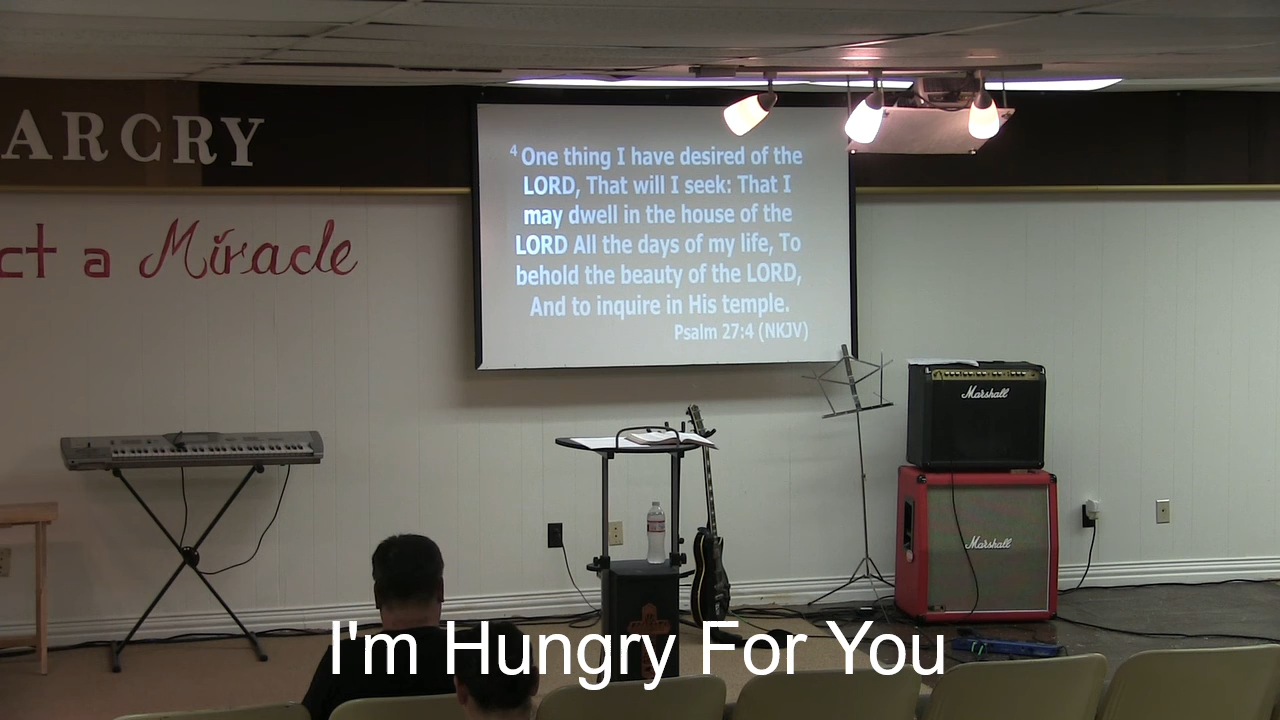 ARCRY
ct a Miracle
4 One thing I have desired of the
LORD, That will I seek: That I
may dwell in the house of the
LORD All the days of my life, To
behold the beauty of the LORD,
And to inquire in His temple.
Psalm 27:4 (NKJV)
Marshall
Marshall
I'm Hungry For You